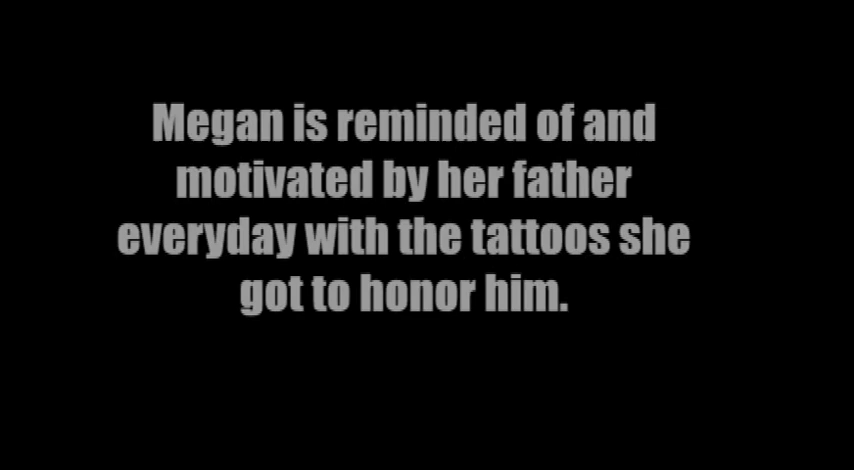 Megan is reminded of and
motivated by her father
everyday with the tattoos she
got to honor him.